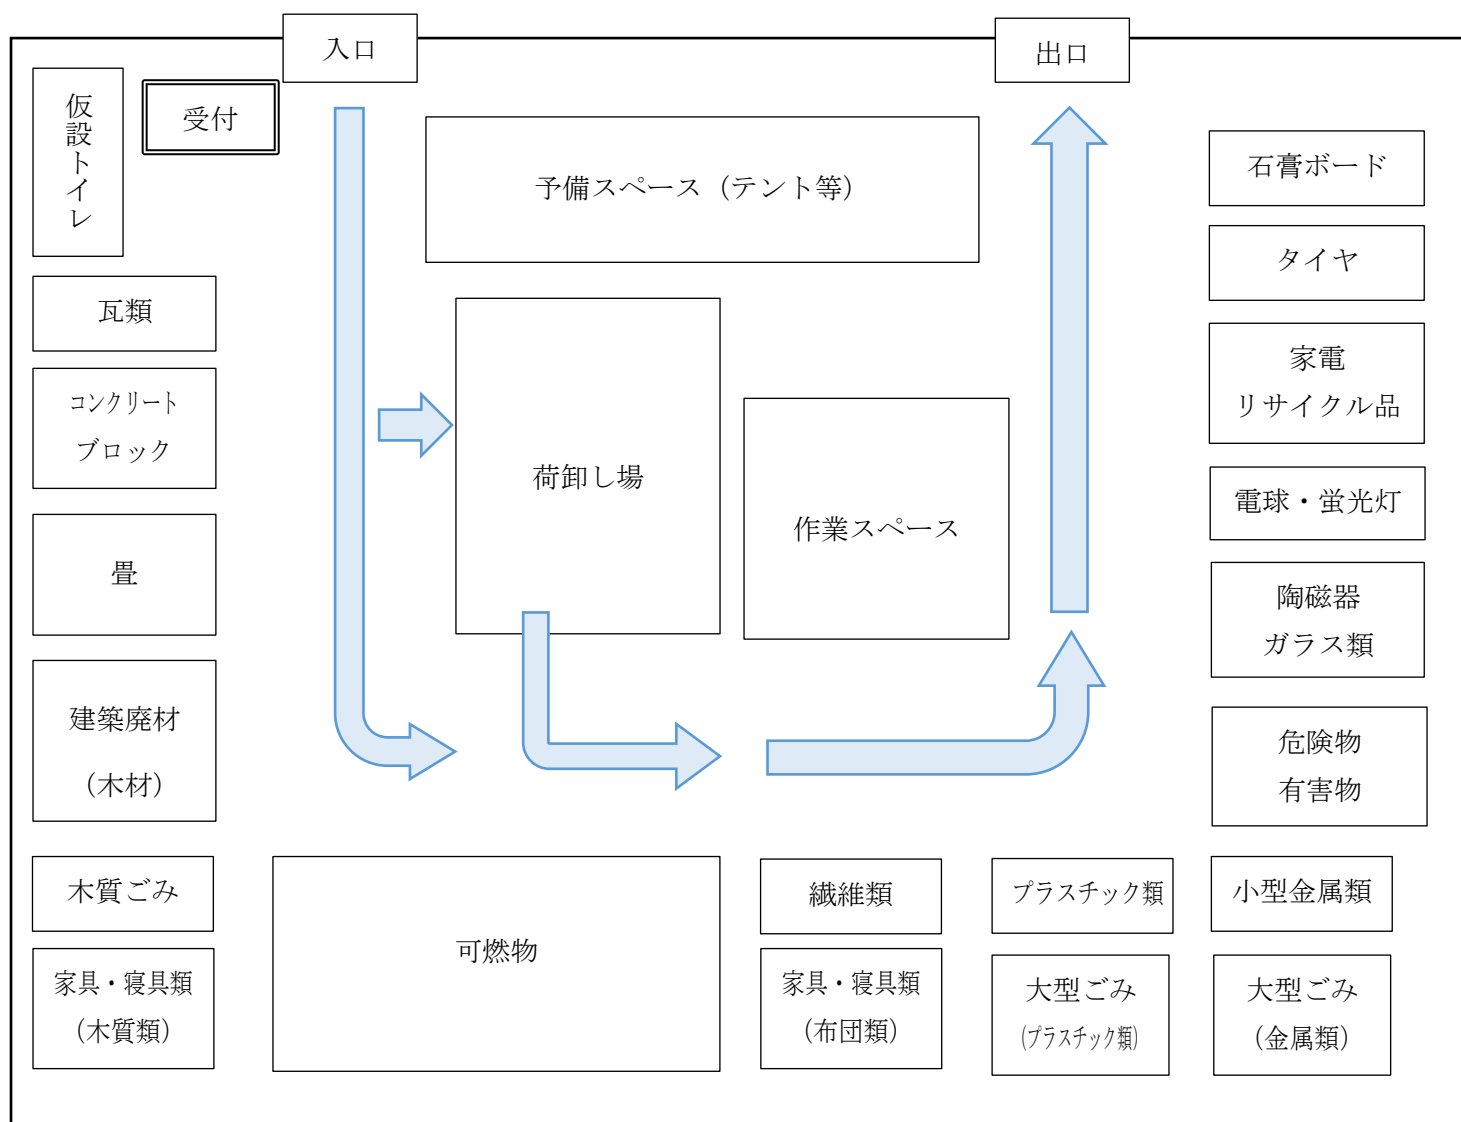 入口
出口
仮設トイレ
受付
予備スペース（テント等）
石膏ボード
タイヤ
瓦類
家電
リサイクル品
コンクリート
ブロック
荷卸し場
作業スペース
電球・蛍光灯
畳
陶磁器
ガラス類
建築廃材
（木材）
危険物
有害物
木質ごみ
可燃物
繊維類
プラスチック類
小型金属類
家具・寝具類
（木質類）
家具・寝具類
（布団類）
大型ごみ
（プラスチック類）
大型ごみ
（金属類）